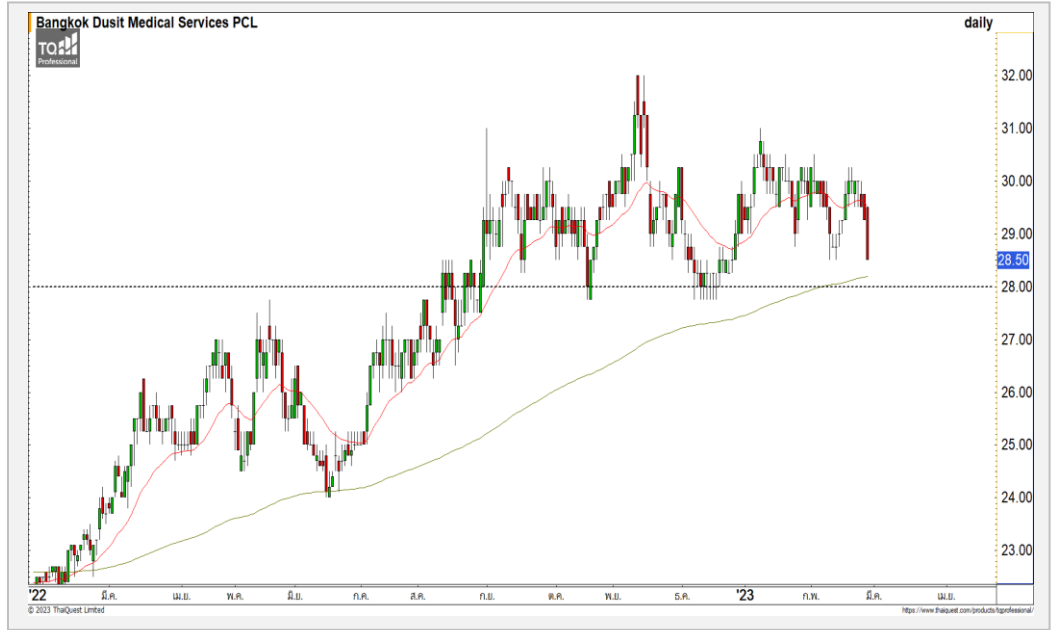 Bangkok Dusit Medical Services PCL
daily
TQ
Professional
32.00
31.00
30.00
29.00
28.50
28.00
27.00
26.00
25.00
24.00
23.00
'22 มี.ค. เม.ย. พ.ค. มิ.ย. ก.ค. ส.ค. ก.ย. ต.ค. พ.ย. ธ.ค. '23 ก.พ. มี.ค. เม.ย.
© 2023 ThaiQuest Limited
https://www.thaiquest.com/products/tqprofessional/